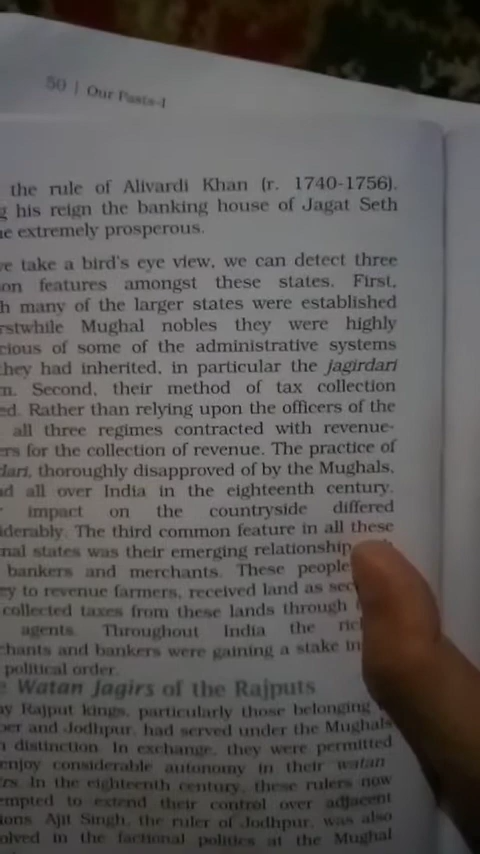 50 | Our Pasts-I
the rule of Alivardi Khan (r. 1740-1756).
his reign the banking house of Jagat Seth
extremely prosperous.
take a bird's eye view, we can detect three
features amongst these states. First,
many of the larger states were established
Mughal nobles they were highly
of some of the administrative systems
they had inherited, in particular the jagirdari
Second, their method of tax collection
Rather than relying upon the officers of the
all three regimes contracted with revenue-
for the collection of revenue. The practice of
thoroughly disapproved of by the Mughals,
all over India in the eighteenth century.
impact on the countryside differed
The third common feature in all these
states was their emerging relationship
bankers and merchants. These people
to revenue farmers, received land as
collected taxes from these lands through
agents. Throughout India the
and bankers were gaining a stake in
political order.
Watan Jagirs of the Rajputs
Rajput kings, particularly those belonging
and Jodhpur, had served under the Mughals
distinction. In exchange, they were permitted
enjoy considerable autonomy in their watan
In the eighteenth century, these rulers now
to extend their control over adjacent
Ajit Singh, the ruler of Jodhpur, was also
in the factional politics at the Mughal